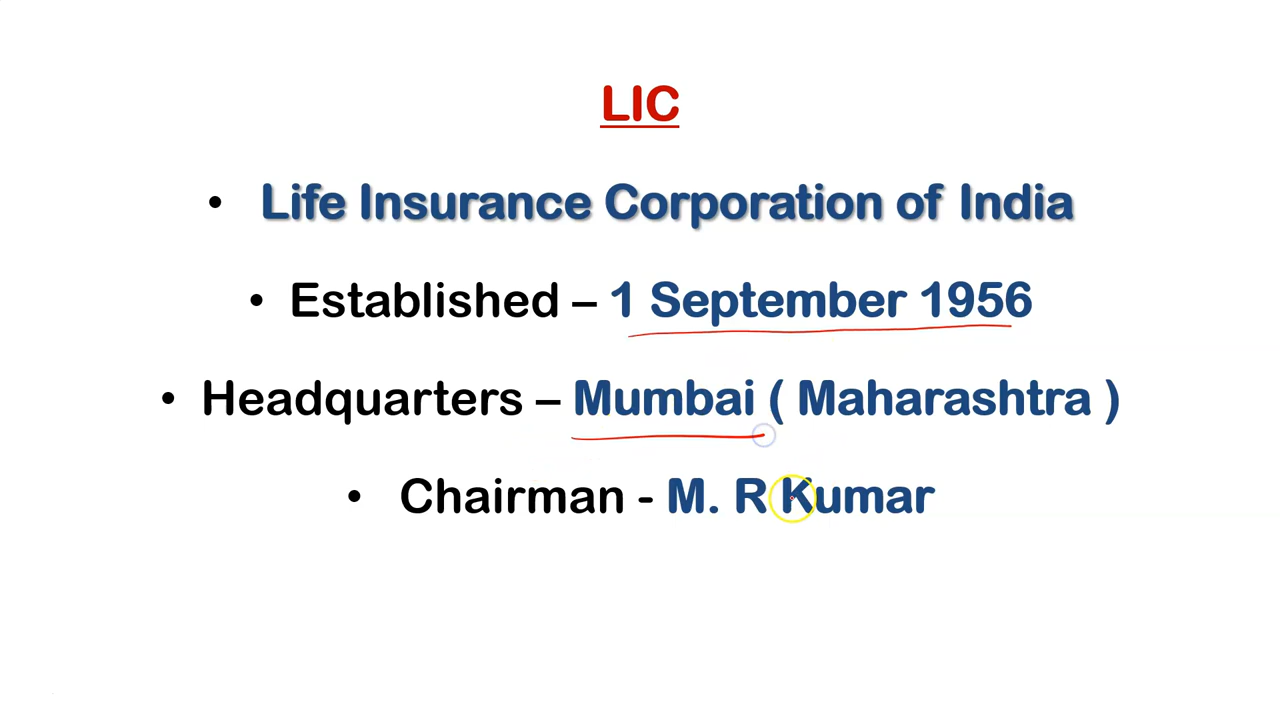 LIC
• Life Insurance Corporation of India
• Established – 1 September 1956
• Headquarters – Mumbai ( Maharashtra )
• Chairman - M. R Kumar